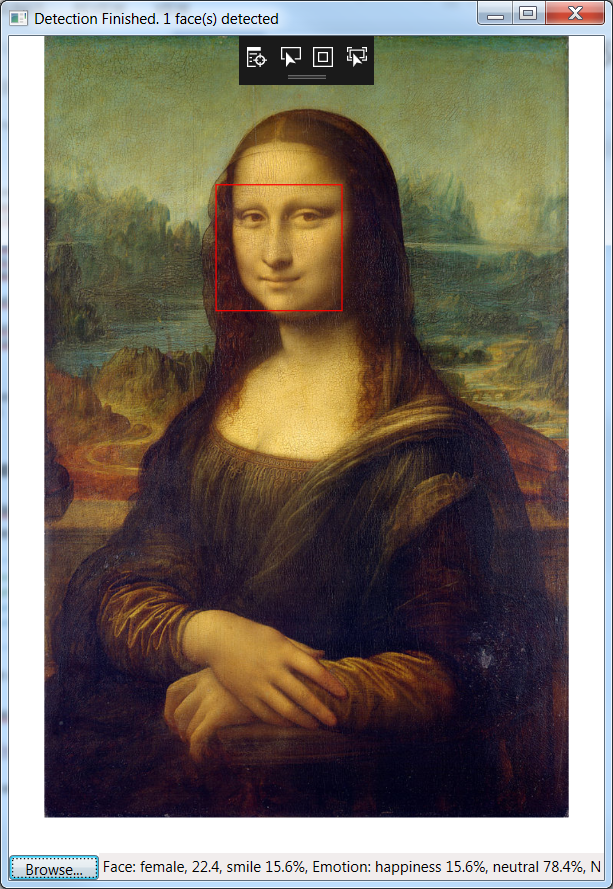 Detection Finished. 1 face(s) detected
Browse...
Face: female, 22.4, smile 15.6%, Emotion: happiness 15.6%, neutral 78.4%, N